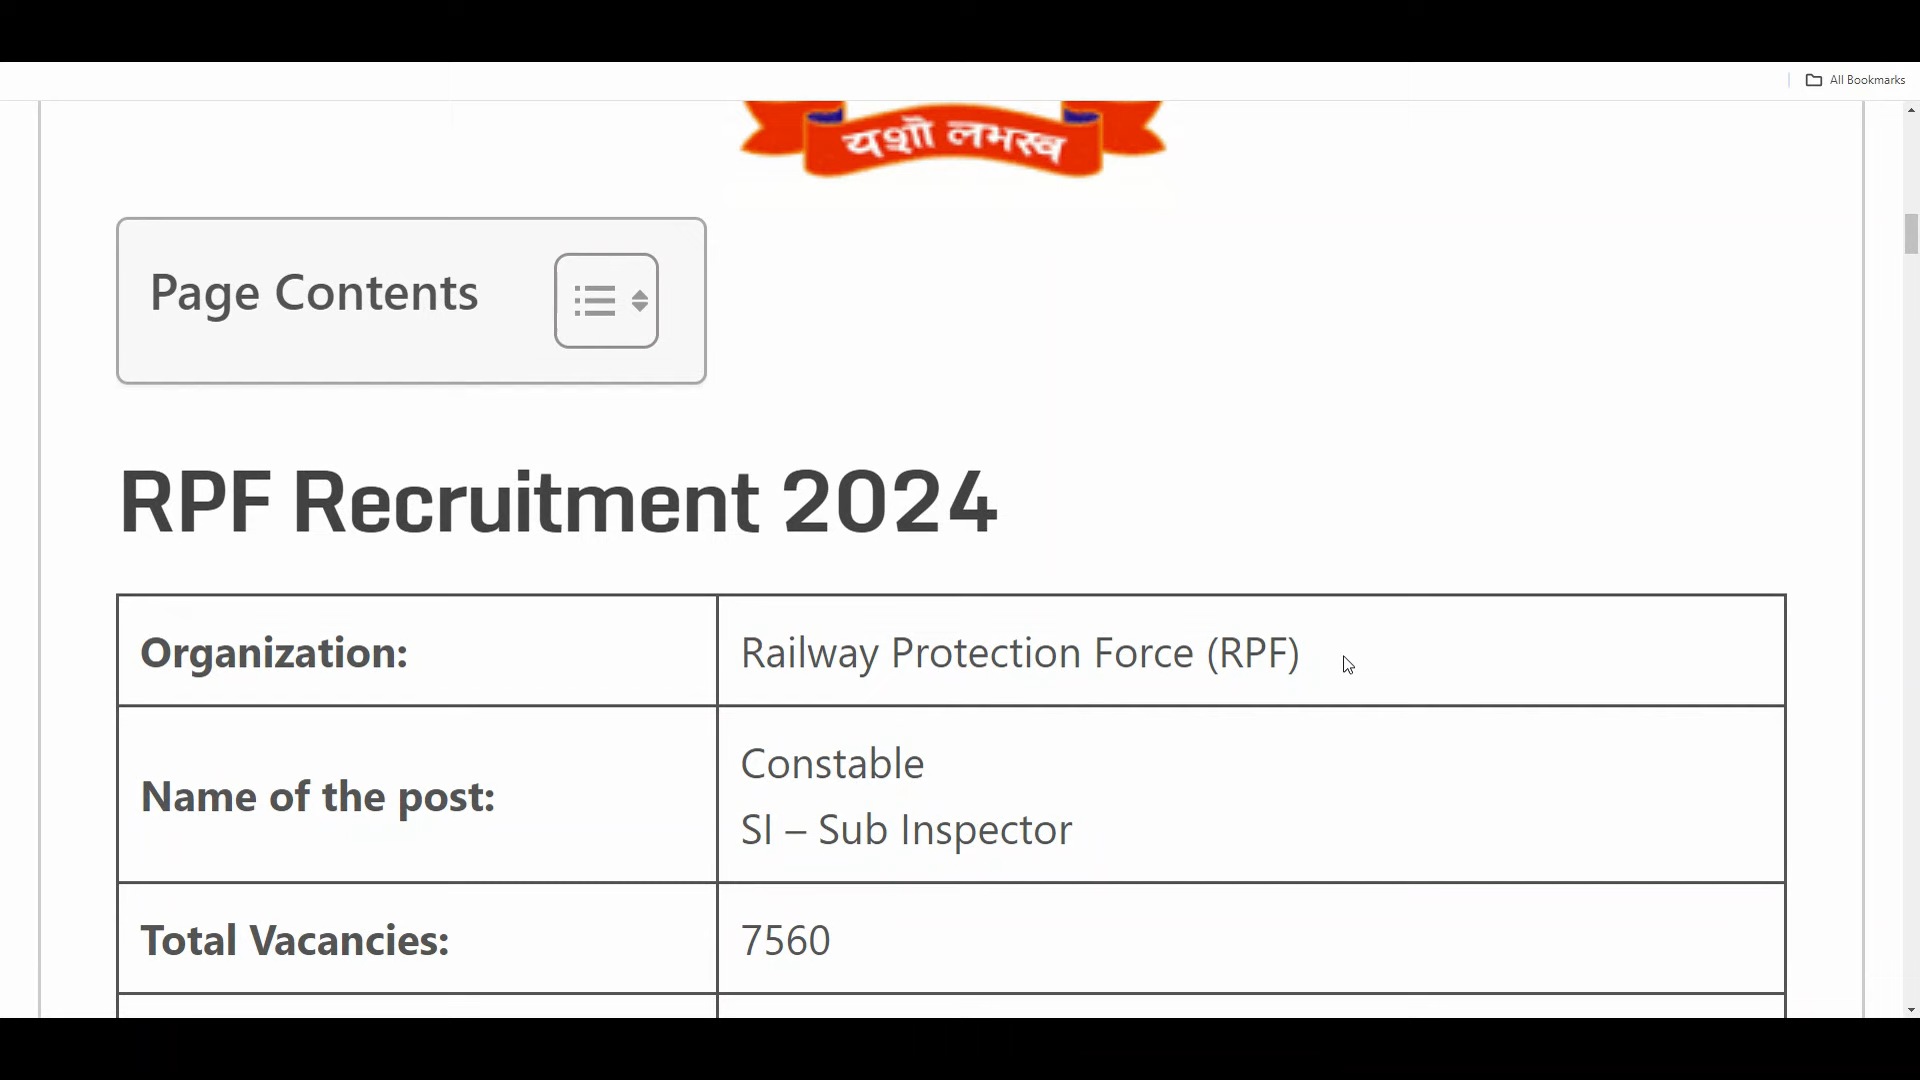 All Bookmarks
यशो लभस्व
Page Contents
RPF Recruitment 2024
Organization: Railway Protection Force (RPF)
Name of the post: Constable
SI – Sub Inspector
Total Vacancies: 7560